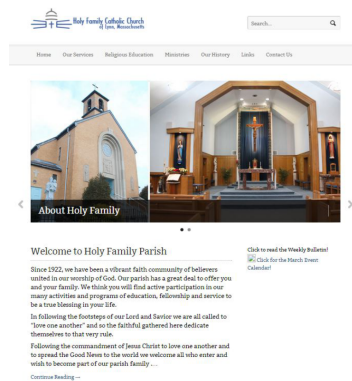 Holy Family Catholic Church
of Lynn, Massachusetts
Search...
Home Our Services Religious Education Ministries Our History Links Contact Us
About Holy Family
Welcome to Holy Family Parish
Since 1922, we have been a vibrant faith community of believers
united in our worship of God. Our parish has a great deal to offer you
and your family. We think you will find active participation in our
many activities and programs of education, fellowship and service to
be a true blessing in your life.
In following the footsteps of our Lord and Savior we are all called to
"love one another" and so the faithful gathered here dedicate
themselves to that very rule.
Following the commandment of Jesus Christ to love one another and
to spread the Good News to the world we welcome all who enter and
wish to become part of our parish family …
Continue Reading →
Click to read the Weekly Bulletin!
Click for the March Event
Calendar!